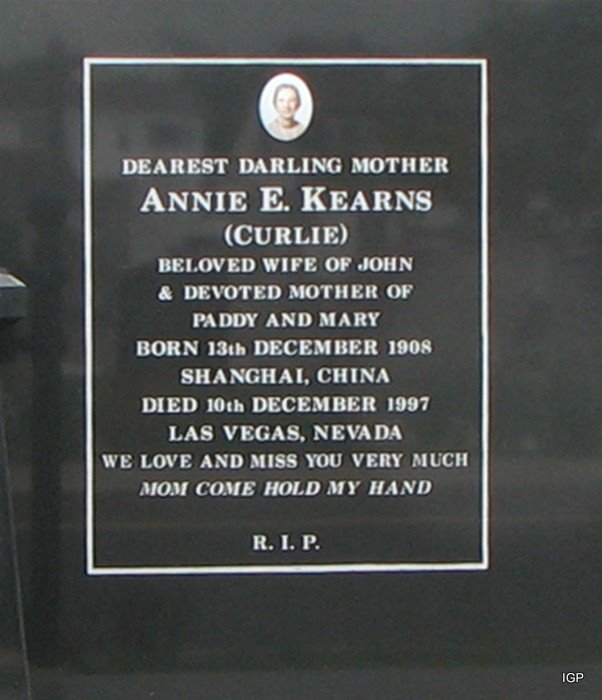 DEAREST DARLING MOTHER
ANNIE E. KEARNS
(CURLIE)
BELOVED WIFE OF JOHN
& DEVOTED MOTHER OF
PADDY AND MARY
BORN 13th DECEMBER 1908
SHANGHAI, CHINA
DIED 10th DECEMBER 1997
LAS VEGAS, NEVADA
WE LOVE AND MISS YOU VERY MUCH
MOM COME HOLD MY HAND
R. I. P.
IGP